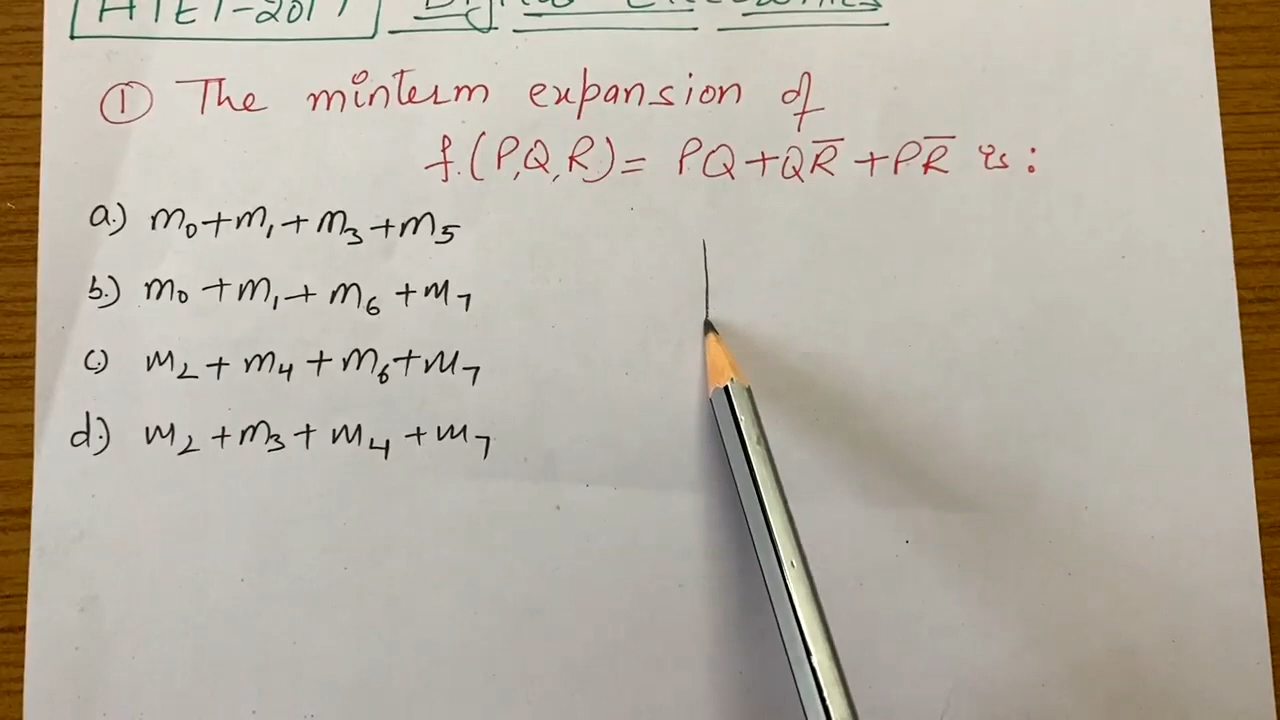 ① The minterm expansion of
f.(P,Q,R)= PQ+QR̅+PR̅ is:
a.) m₀+m₁+m₃+m₅
b.) m₀+m₁+m₆+m₇
c) m₂+m₄+m₆+m₇
d.) m₂+m₃+m₄+m₇